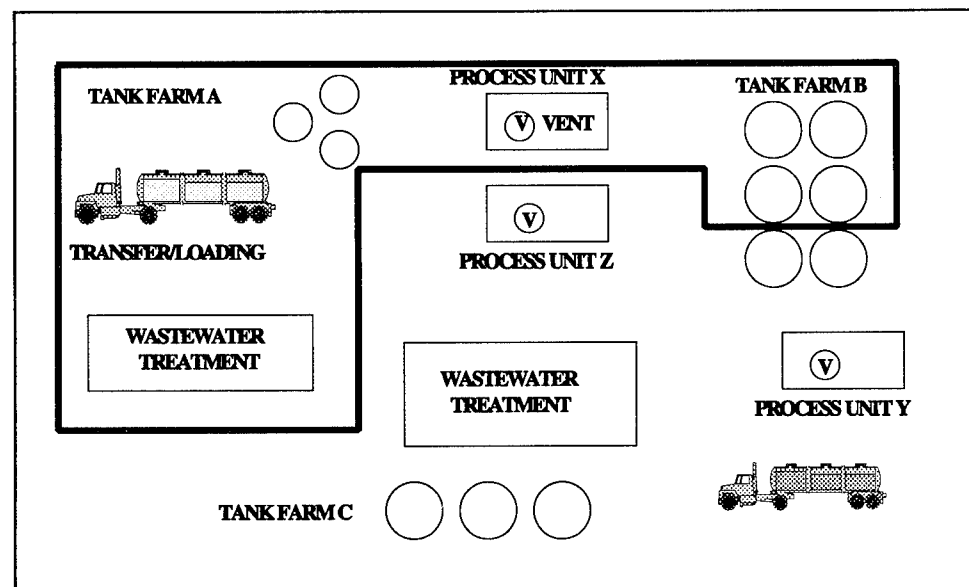 PROCESS UNIT X
TANK FARM A
TANK FARM B
V VENT
V
TRANSFER/LOADING
PROCESS UNIT Z
WASTEWATER
TREATMENT
WASTEWATER
TREATMENT
V
PROCESS UNIT Y
TANK FARM C